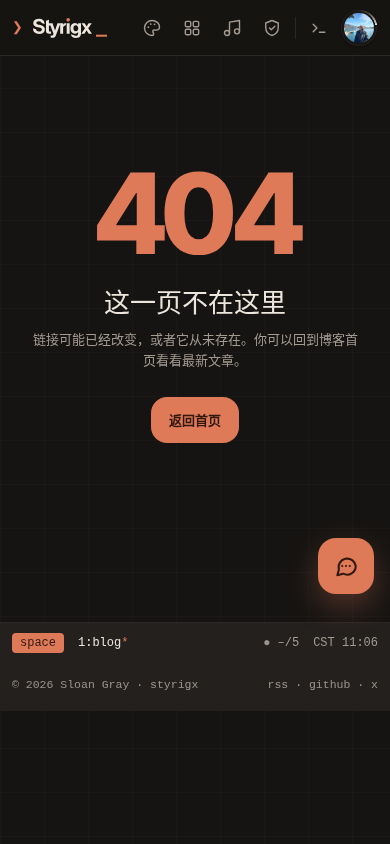 ❯ Styrigx _
404
这一页不在这里
链接可能已经改变，或者它从未存在。你可以回到博客首
页看看最新文章。
返回首页
space 1:blog* ● −/5 CST 11:06
© 2026 Sloan Gray · styrigx rss · github · x